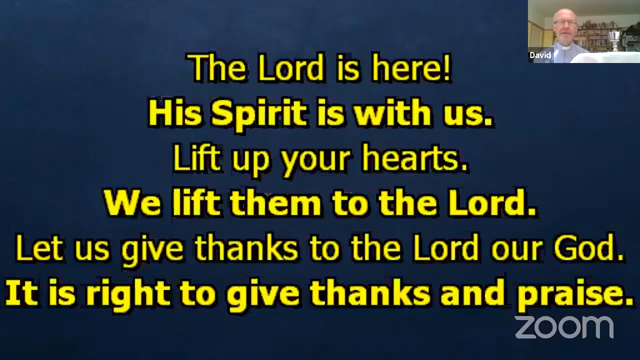 The Lord is here!
His Spirit is with us.
Lift up your hearts.
We lift them to the Lord.
Let us give thanks to the Lord our God.
It is right to give thanks and praise.
David
zoom